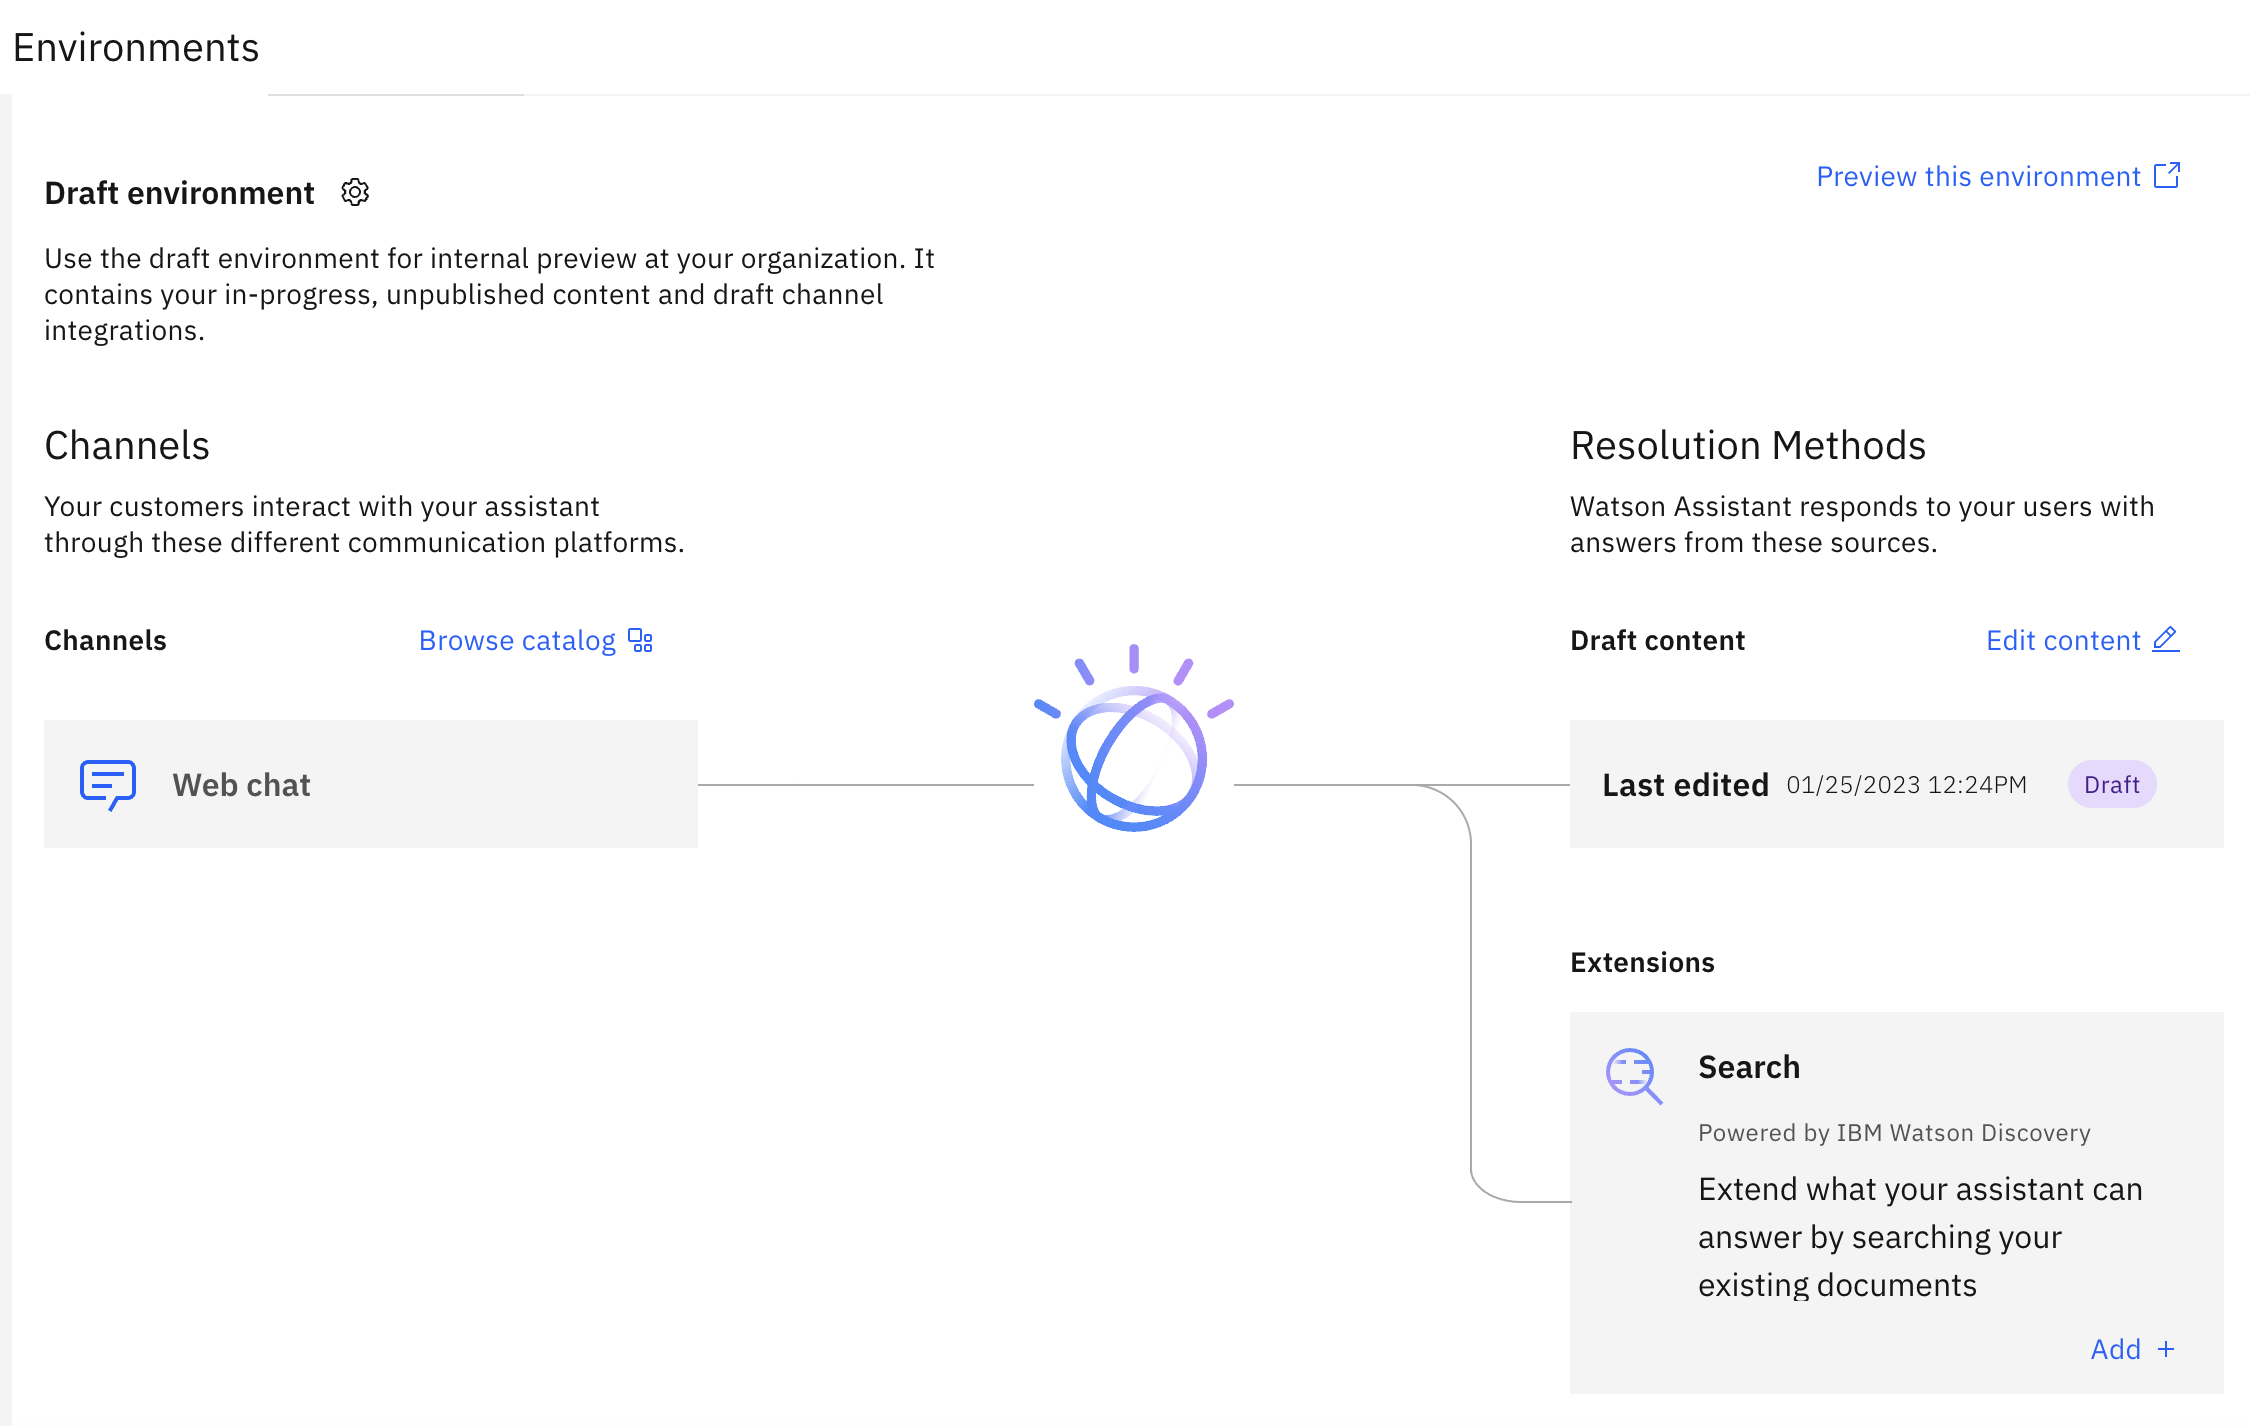 Environments
Draft environment
Preview this environment
Use the draft environment for internal preview at your organization. It
contains your in-progress, unpublished content and draft channel
integrations.
Channels
Your customers interact with your assistant
through these different communication platforms.
Channels
Browse catalog
Web chat
Resolution Methods
Watson Assistant responds to your users with
answers from these sources.
Draft content
Edit content
Last edited 01/25/2023 12:24PM Draft
Extensions
Search
Powered by IBM Watson Discovery
Extend what your assistant can
answer by searching your
existing documents
Add +